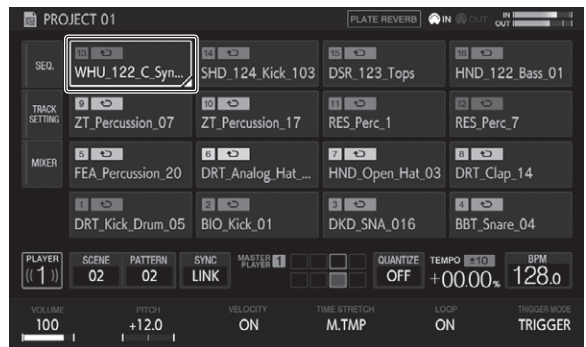 PROJECT 01
PLATE REVERB IN OUT IN OUT
SEQ.
13 14 15 16
WHU_122_C_Syn... SHD_124_Kick_103 DSR_123_Tops HND_122_Bass_01
TRACK SETTING
9 10 11 12
ZT_Percussion_07 ZT_Percussion_17 RES_Perc_1 RES_Perc_7
MIXER
5 6 7 8
FEA_Percussion_20 DRT_Analog_Hat_... HND_Open_Hat_03 DRT_Clap_14
1 2 3 4
DRT_Kick_Drum_05 BIO_Kick_01 DKD_SNA_016 BBT_Snare_04
PLAYER SCENE PATTERN SYNC MASTER PLAYER 1 QUANTIZE TEMPO ±10 BPM
1 02 02 LINK OFF +00.00% 128.0
VOLUME PITCH VELOCITY TIME STRETCH LOOP TRIGGER MODE
100 +12.0 ON M.TMP ON TRIGGER